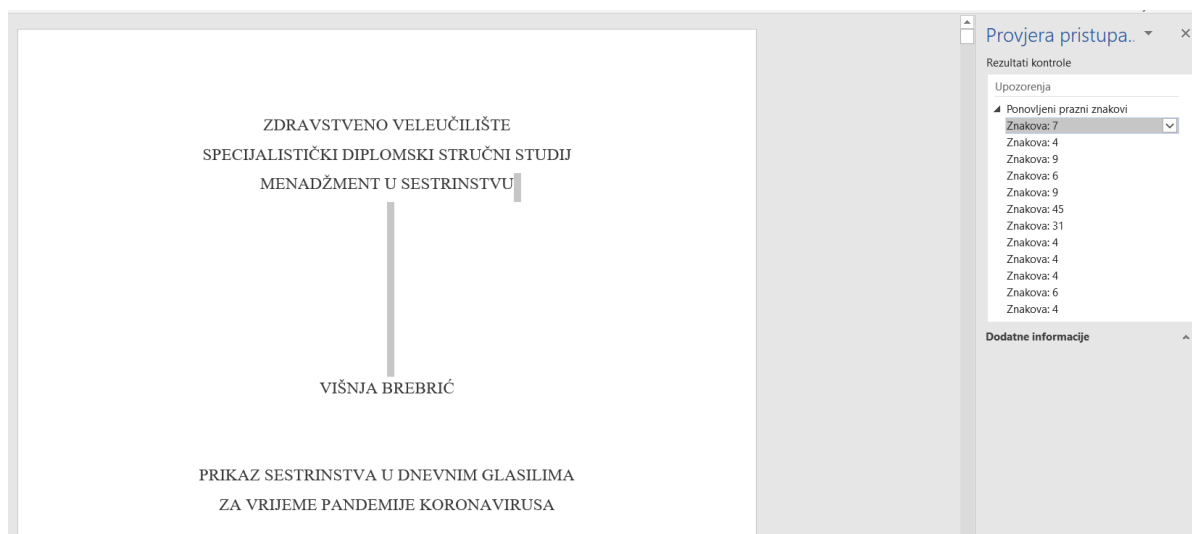 ZDRAVSTVENO VELEUČILIŠTE
SPECIJALISTIČKI DIPLOMSKI STRUČNI STUDIJ
MENADŽMENT U SESTRINSTVU
VIŠNJA BREBRIĆ
PRIKAZ SESTRINSTVA U DNEVNIM GLASILIMA
ZA VRIJEME PANDEMIJE KORONAVIRUSA
Provjera pristupa..
Rezultati kontrole
Upozorenja
Ponovljeni prazni znakovi
Znakova: 7
Znakova: 4
Znakova: 9
Znakova: 6
Znakova: 9
Znakova: 45
Znakova: 31
Znakova: 4
Znakova: 4
Znakova: 4
Znakova: 6
Znakova: 4
Dodatne informacije